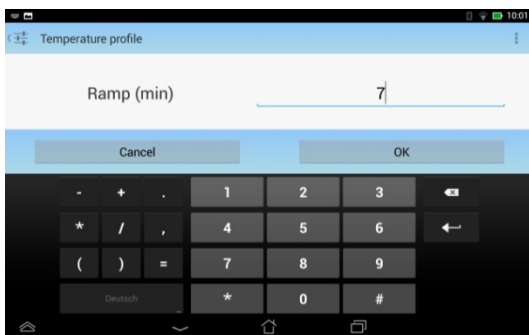 10:01
Temperature profile
Ramp (min) 7
Cancel OK
- + . 1 2 3
* / , 4 5 6
( ) = 7 8 9
Deutsch * 0 #